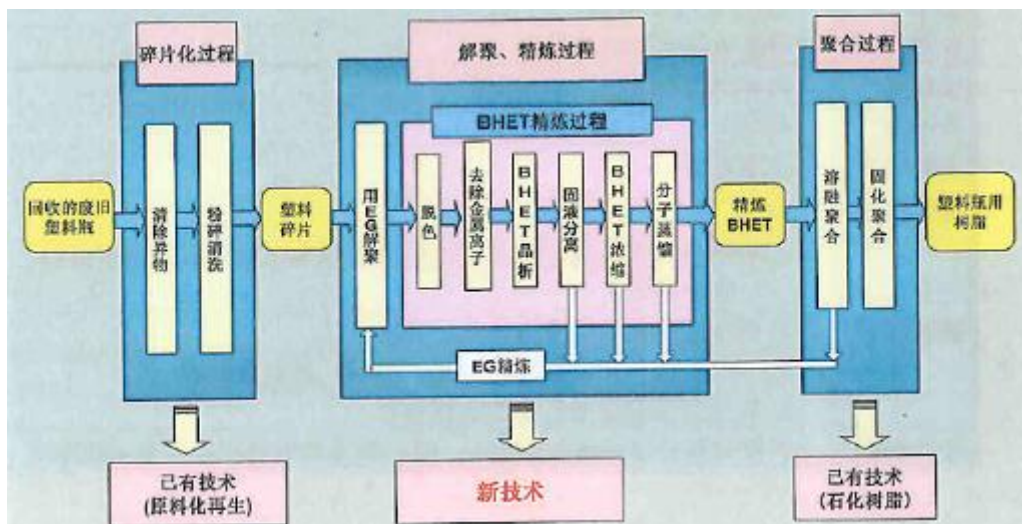 碎片化过程
解聚、精炼过程
聚合过程
BHET精炼过程
回收的废旧
塑料瓶
清除异物
粉碎清洗
塑料
碎片
用EG解聚
脱色
去除金属离子
BHET晶析
固液分离
BHET浓缩
分子蒸馏
精炼
BHET
溶融聚合
固化聚合
塑料瓶用
树脂
EG精炼
已有技术
(原料化再生)
新技术
已有技术
(石化树脂)